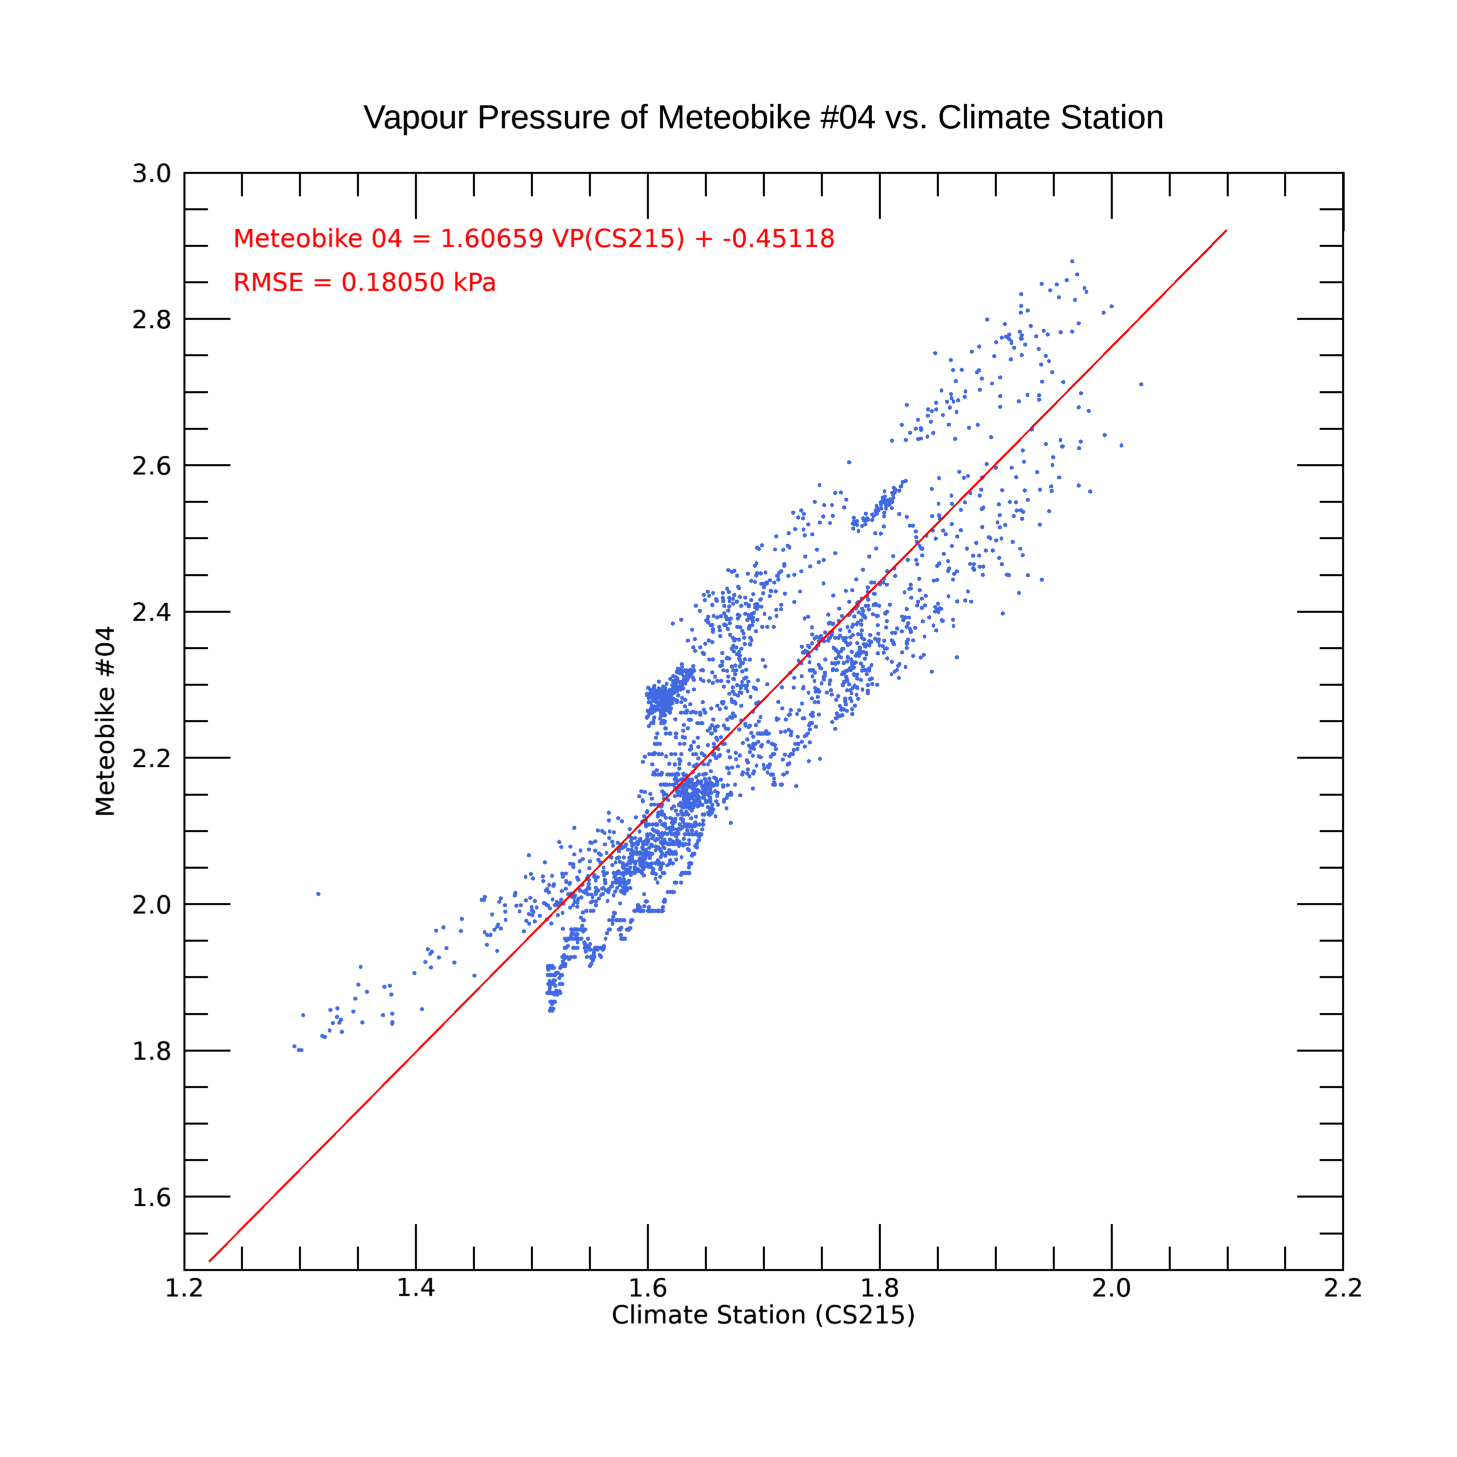 Vapour Pressure of Meteobike #04 vs. Climate Station
3.0
Meteobike 04 = 1.60659 VP(CS215) + -0.45118
RMSE = 0.18050 kPa
2.8
2.6
2.4
Meteobike #04
2.2
2.0
1.8
1.6
1.2 1.4 1.6 1.8 2.0 2.2
Climate Station (CS215)